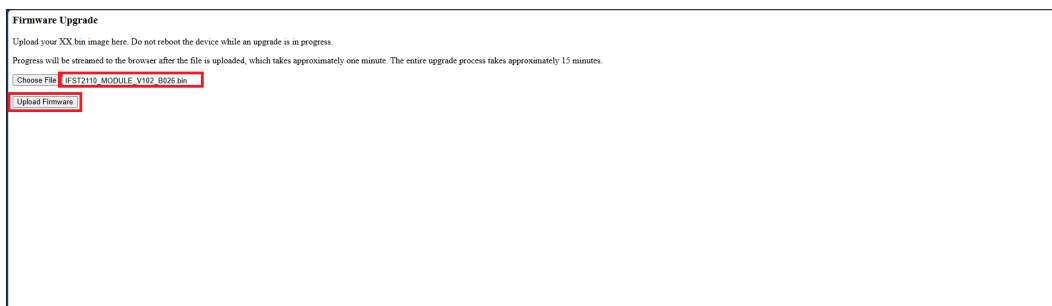 Firmware Upgrade
Upload your XX.bin image here. Do not reboot the device while an upgrade is in progress.
Progress will be streamed to the browser after the file is uploaded, which takes approximately one minute. The entire upgrade process takes approximately 15 minutes.
Choose File IFST2110_MODULE_V102_B026.bin
Upload Firmware